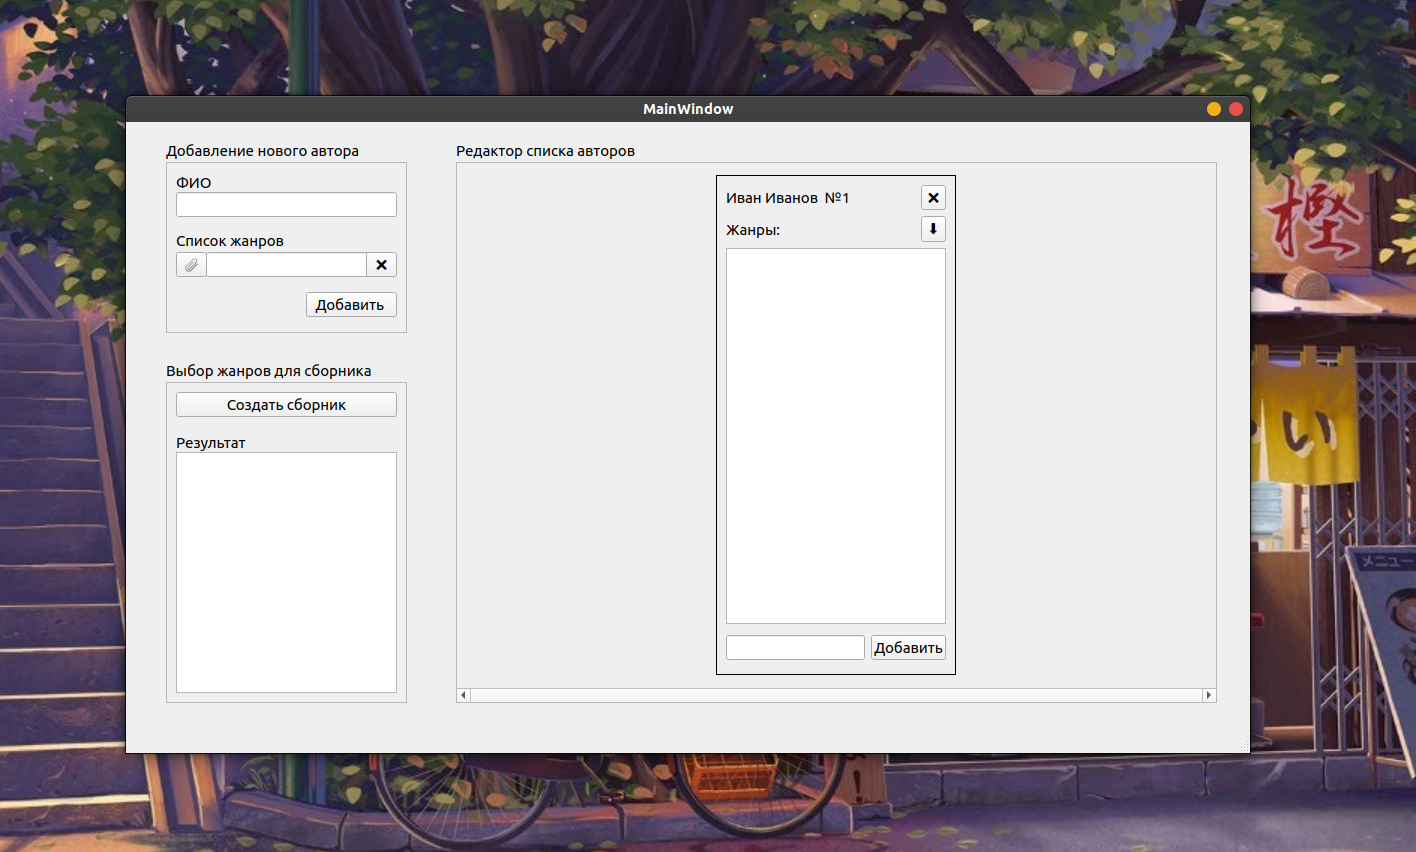 MainWindow
Добавление нового автора
ФИО
Список жанров
Добавить
Выбор жанров для сборника
Создать сборник
Результат
Редактор списка авторов
Иван Иванов №1
Жанры:
Добавить
樫
い
メニュー